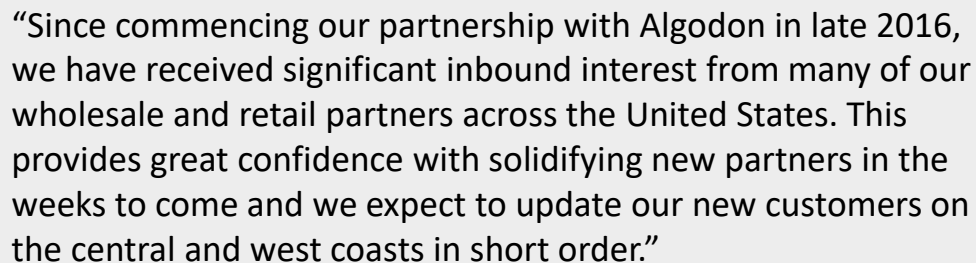 “Since commencing our partnership with Algodon in late 2016,
we have received significant inbound interest from many of our
wholesale and retail partners across the United States. This
provides great confidence with solidifying new partners in the
weeks to come and we expect to update our new customers on
the central and west coasts in short order.”